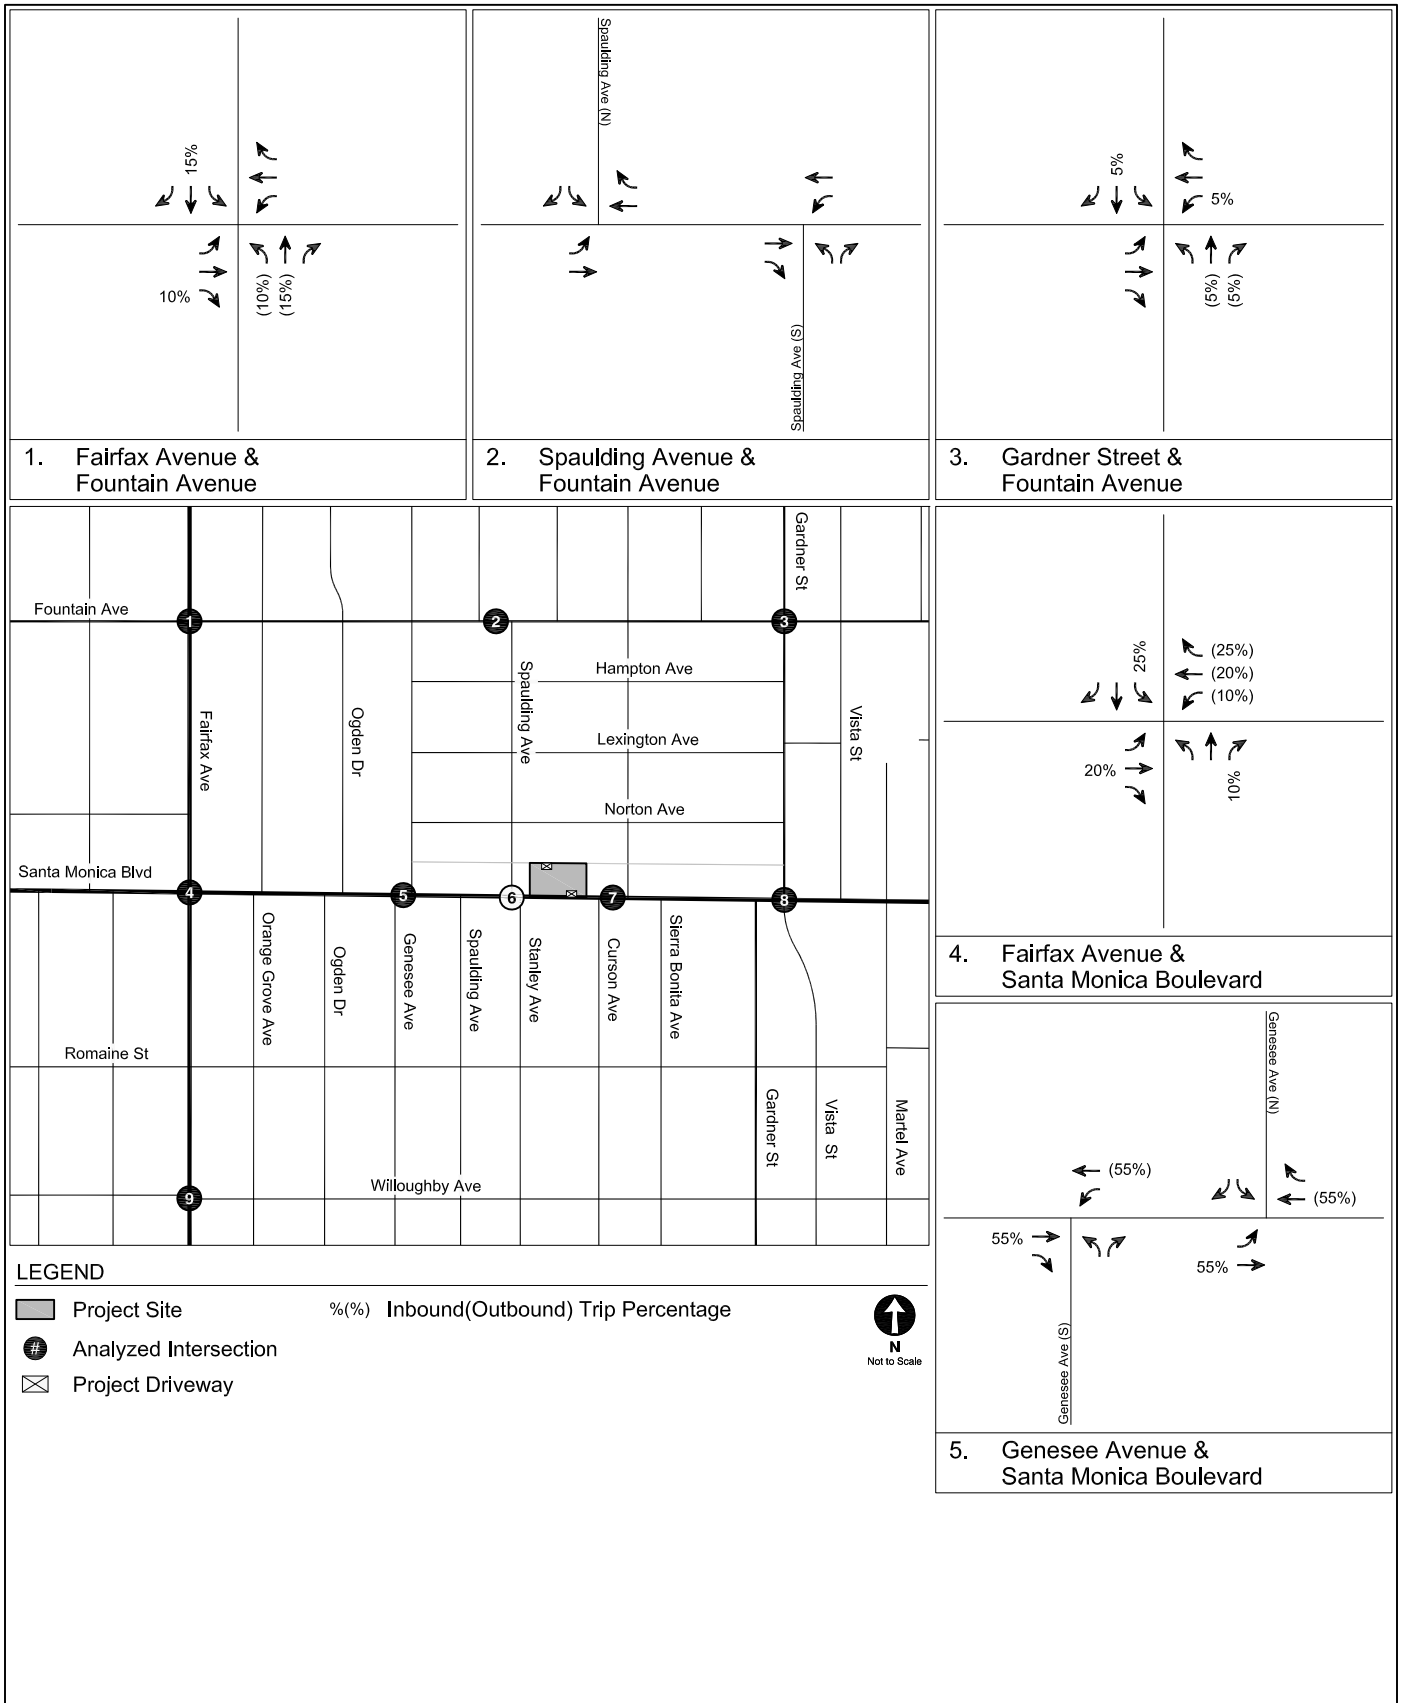 15%
10%
(10%)
(15%)
1. Fairfax Avenue &
Fountain Avenue
Spaulding Ave (N)
Spaulding Ave (S)
2. Spaulding Avenue &
Fountain Avenue
5%
5%
(5%)
(5%)
3. Gardner Street &
Fountain Avenue
Gardner St
Fountain Ave
1
2
3
Hampton Ave
Spaulding Ave
Fairfax Ave
Ogden Dr
Vista St
Lexington Ave
Norton Ave
Santa Monica Blvd
4
5
6
7
8
Orange Grove Ave
Ogden Dr
Genesee Ave
Spaulding Ave
Stanley Ave
Curson Ave
Sierra Bonita Ave
Romaine St
Gardner St
Vista St
Martel Ave
Willoughby Ave
9
25%
(25%)
(20%)
(10%)
20%
10%
4. Fairfax Avenue &
Santa Monica Boulevard
Genesee Ave (N)
(55%)
(55%)
55%
55%
Genesee Ave (S)
5. Genesee Avenue &
Santa Monica Boulevard
LEGEND
Project Site
%(%) Inbound(Outbound) Trip Percentage
# Analyzed Intersection
Project Driveway
N
Not to Scale